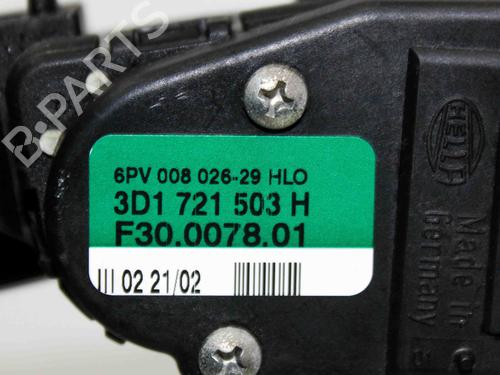 B-PARTS
6PV 008 026-29 HLO
3D1 721 503 H
F30.0078.01
02 21/02
HELLA
Made in
Germany